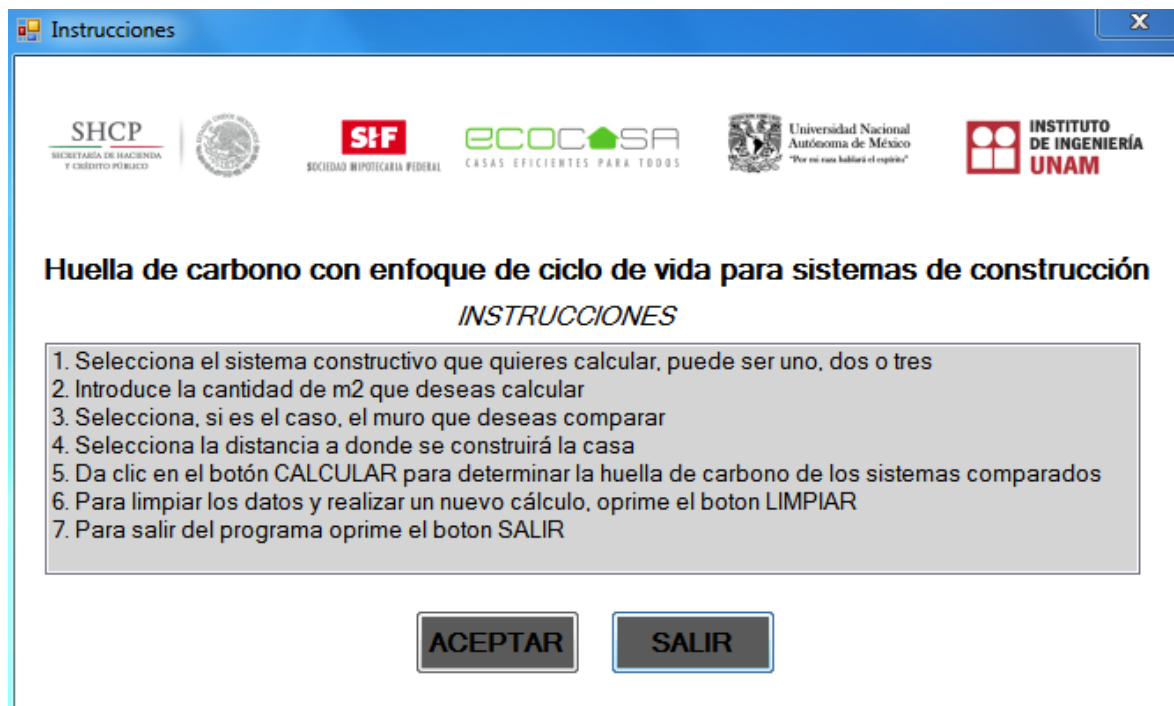 Instrucciones
SHCP
SECRETARÍA DE HACIENDA
Y CRÉDITO PÚBLICO
ESTADOS UNIDOS MEXICANOS
SHF
SOCIEDAD HIPOTECARIA FEDERAL
ECOCASA
CASAS EFICIENTES PARA TODOS
Universidad Nacional
Autónoma de México
"Por mi raza hablará el espíritu"
INSTITUTO
DE INGENIERÍA
UNAM
Huella de carbono con enfoque de ciclo de vida para sistemas de construcción
INSTRUCCIONES
1. Selecciona el sistema constructivo que quieres calcular, puede ser uno, dos o tres
2. Introduce la cantidad de m2 que deseas calcular
3. Selecciona, si es el caso, el muro que deseas comparar
4. Selecciona la distancia a donde se construirá la casa
5. Da clic en el botón CALCULAR para determinar la huella de carbono de los sistemas comparados
6. Para limpiar los datos y realizar un nuevo cálculo, oprime el boton LIMPIAR
7. Para salir del programa oprime el boton SALIR
ACEPTAR
SALIR